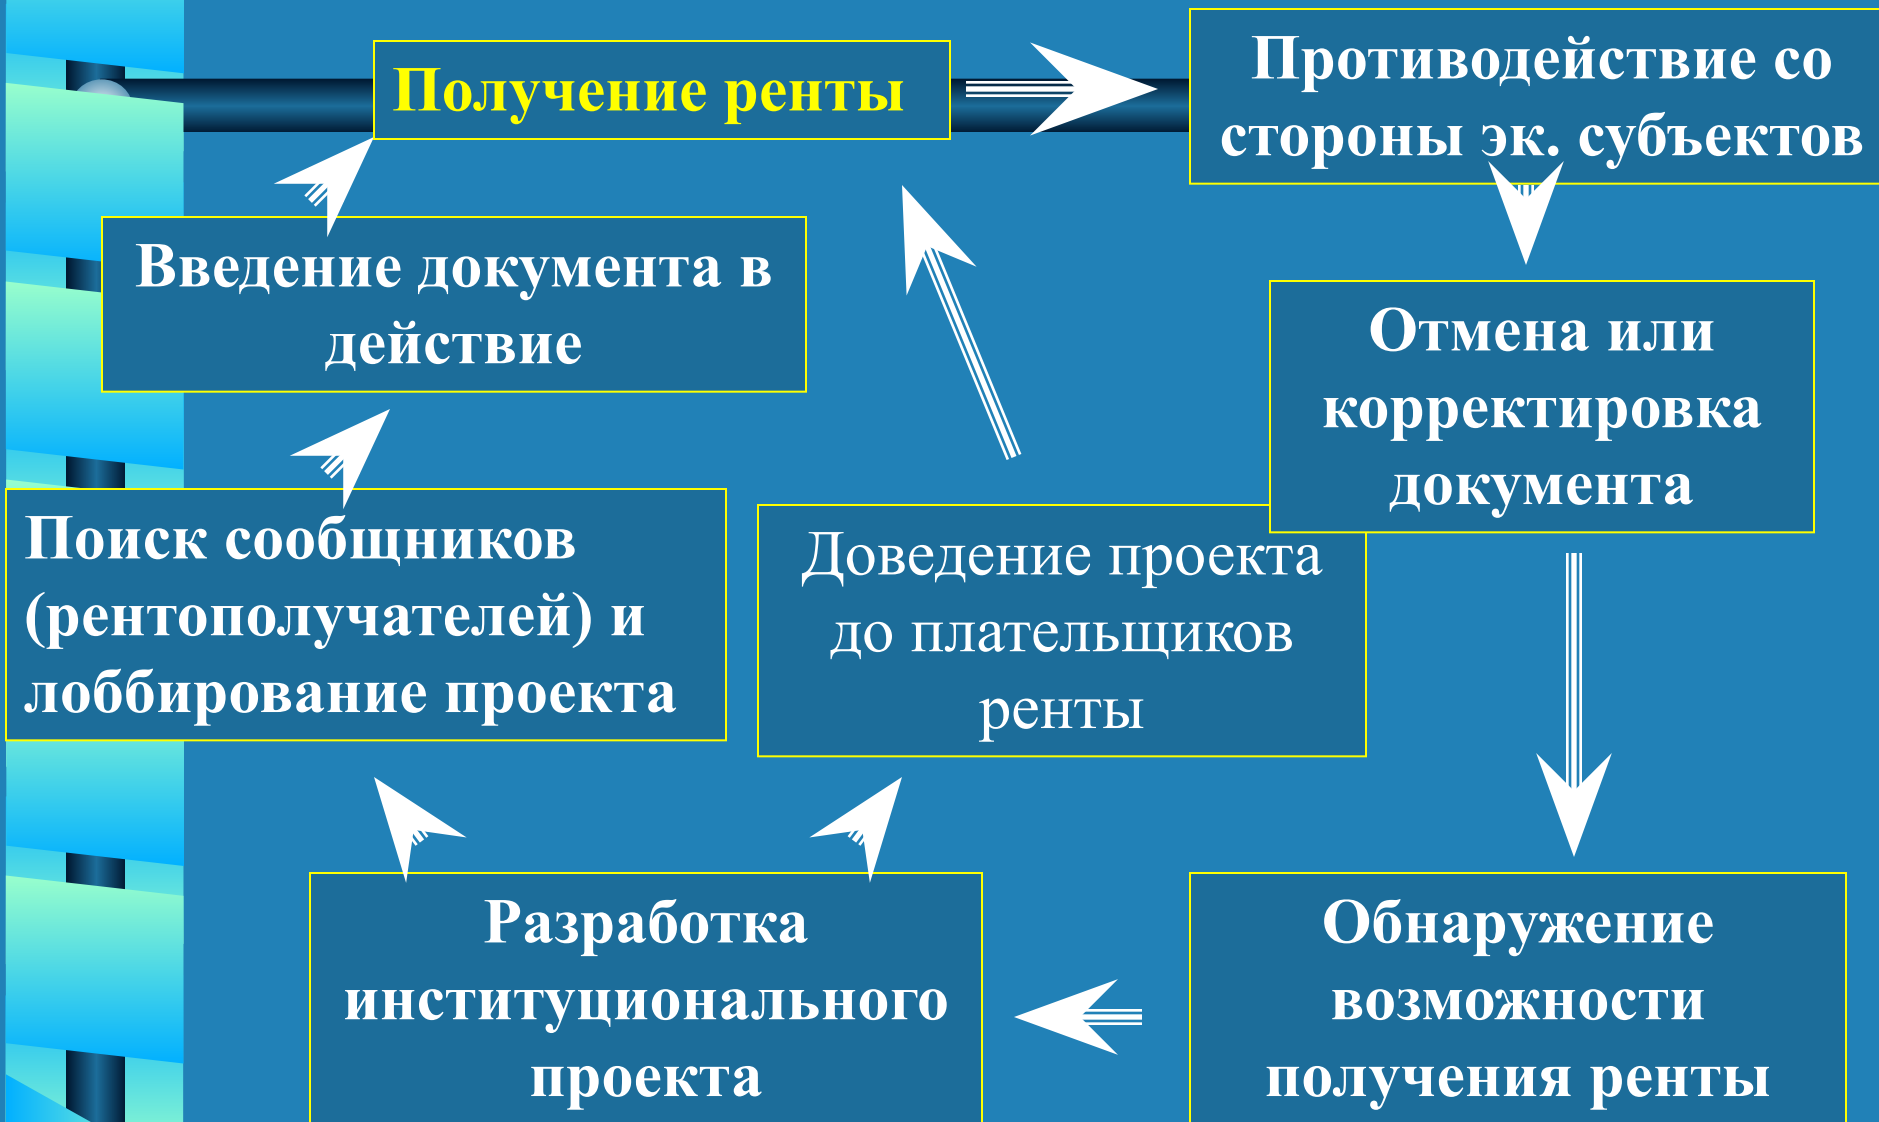 Получение ренты
Противодействие со
стороны эк. субъектов
Введение документа в
действие
Отмена или
корректировка
документа
Поиск сообщников
(рентополучателей) и
лоббирование проекта
Доведение проекта
до плательщиков
ренты
Разработка
институционального
проекта
Обнаружение
возможности
получения ренты